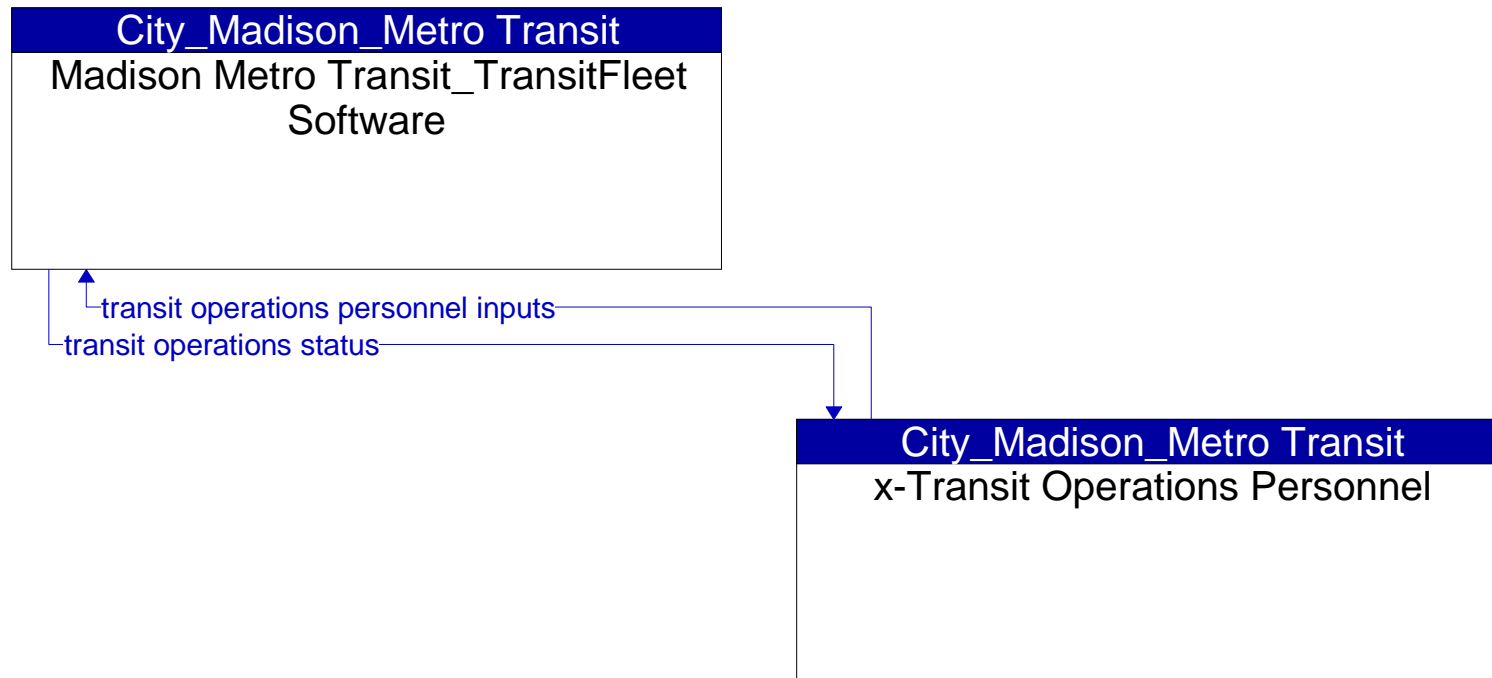 City_Madison_Metro Transit
Madison Metro Transit_TransitFleet
Software
transit operations personnel inputs
transit operations status
City_Madison_Metro Transit
x-Transit Operations Personnel